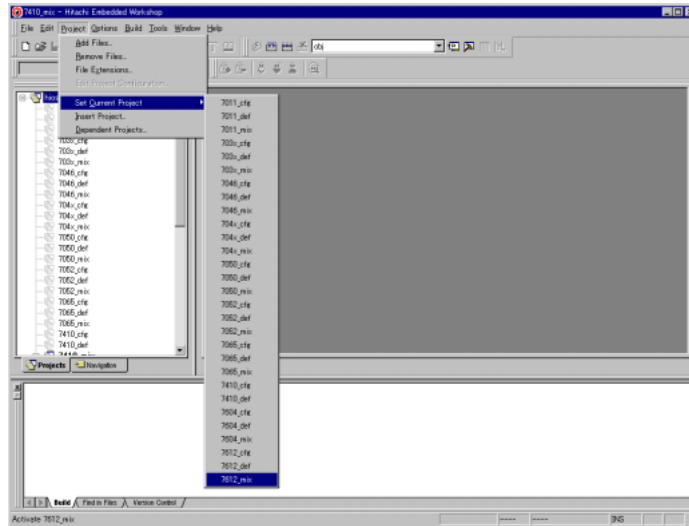 7410_mix - Hitachi Embedded Workshop
File Edit Project Options Build Tools Window Help
obj
Add Files..
Remove Files..
File Extensions..
Edit Project Configuration..
Set Current Project
Insert Project..
Dependent Projects..
703x_cfg
703x_def
703x_mix
7046_cfg
7046_def
7046_mix
704x_cfg
704x_def
704x_mix
7050_cfg
7050_def
7050_mix
7052_cfg
7052_def
7052_mix
7065_cfg
7065_def
7065_mix
7410_cfg
7410_def
7410_mix
Projects Navigation
7011_cfg
7011_def
7011_mix
703x_cfg
703x_def
703x_mix
7046_cfg
7046_def
7046_mix
704x_cfg
704x_def
704x_mix
7050_cfg
7050_def
7050_mix
7052_cfg
7052_def
7052_mix
7065_cfg
7065_def
7065_mix
7410_cfg
7410_def
7604_cfg
7604_def
7604_mix
7612_cfg
7612_def
7612_mix
Build Find in Files Version Control
Activate 7612_mix
INS